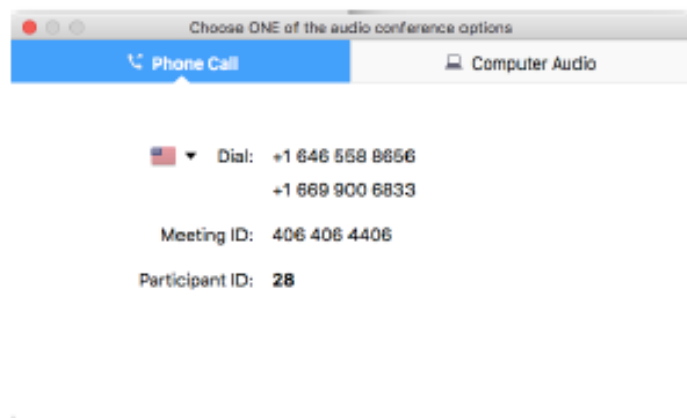 Choose ONE of the audio conference options
Phone Call
Computer Audio
Dial: +1 646 558 8656
+1 669 900 6833
Meeting ID: 406 406 4406
Participant ID: 28